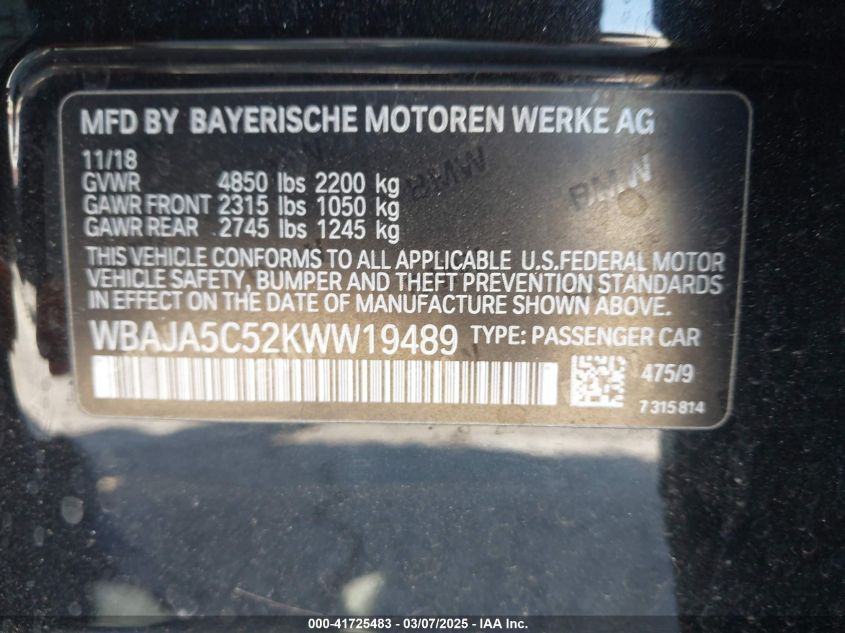 MFD BY BAYERISCHE MOTOREN WERKE AG
11/18
GVWR 4850 lbs 2200 kg
GAWR FRONT 2315 lbs 1050 kg
GAWR REAR 2745 lbs 1245 kg
THIS VEHICLE CONFORMS TO ALL APPLICABLE U.S.FEDERAL MOTOR
VEHICLE SAFETY, BUMPER AND THEFT PREVENTION STANDARDS
IN EFFECT ON THE DATE OF MANUFACTURE SHOWN ABOVE.
WBAJA5C52KWW19489 TYPE: PASSENGER CAR
475/9
7 315 814
BMW
BMW
000-41725483 - 03/07/2025 - IAA Inc.